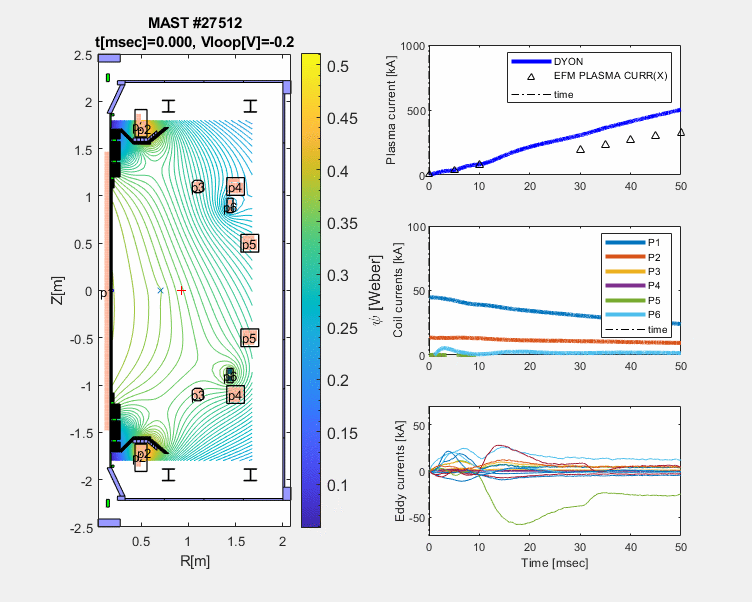 MAST #27512
t[msec]=0.000, Vloop[V]=-0.2
2.5
2
1.5
1
0.5
0
-0.5
-1
-1.5
-2
-2.5
Z[m]
0.5
1
1.5
2
R[m]
p2
p3
p4
p6
p5
p
p5
p6
p3
p4
p2
0.5
0.45
0.4
0.35
0.3
0.25
0.2
0.15
0.1
ψ [Weber]
1000
500
0
Plasma current [kA]
DYON
EFM PLASMA CURR(X)
time
0
10
20
30
40
50
100
50
0
Coil currents [kA]
P1
P2
P3
P4
P5
P6
time
0
10
20
30
40
50
50
0
-50
Eddy currents [kA]
0
10
20
30
40
50
Time [msec]